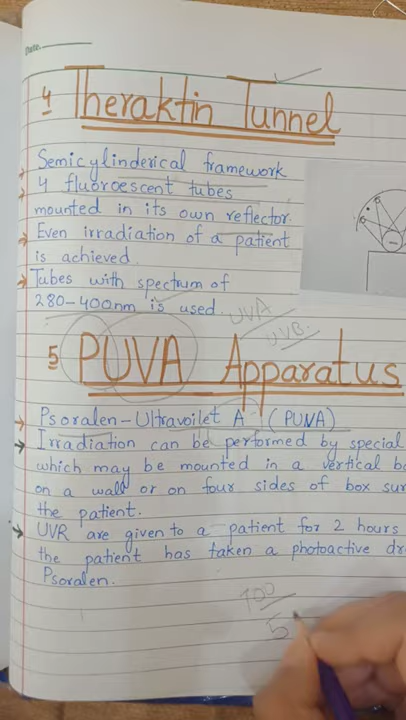 Date.
4 Theraktin Tunnel
Semicylinderical framework
4 fluoroescent tubes
mounted in its own reflector.
Even irradiation of a patient
is achieved.
Tubes with spectrum of
280-400nm is used. UVA
UVB.
5 PUVA Apparatus
Psoralen-Ultravoilet A (PUVA)
Irradiation can be performed by special
which may be mounted in a vertical
on a wall or on four sides of box
the patient.
UVR are given to a patient for 2 hours
the patient has taken a photoactive
Psoralen.
100
5